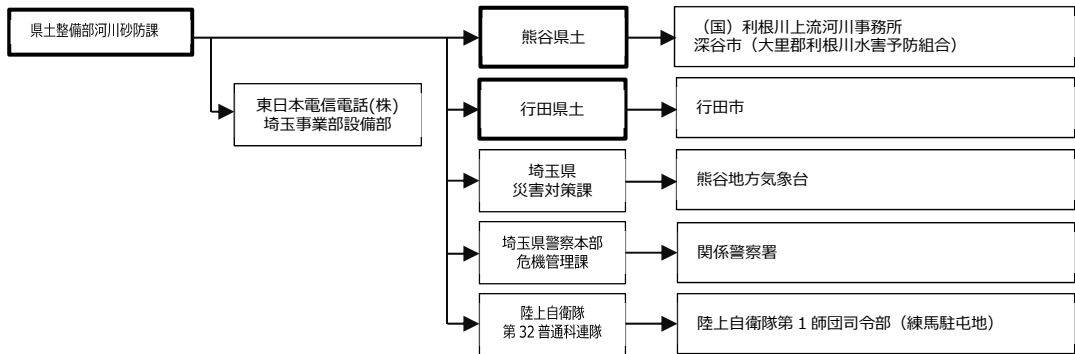 県土整備部河川砂防課
熊谷県土
（国）利根川上流河川事務所
深谷市（大里郡利根川水害予防組合）
東日本電信電話(株)
埼玉事業部設備部
行田県土
行田市
埼玉県
災害対策課
熊谷地方気象台
埼玉県警察本部
危機管理課
関係警察署
陸上自衛隊
第 32 普通科連隊
陸上自衛隊第 1 師団司令部（練馬駐屯地）